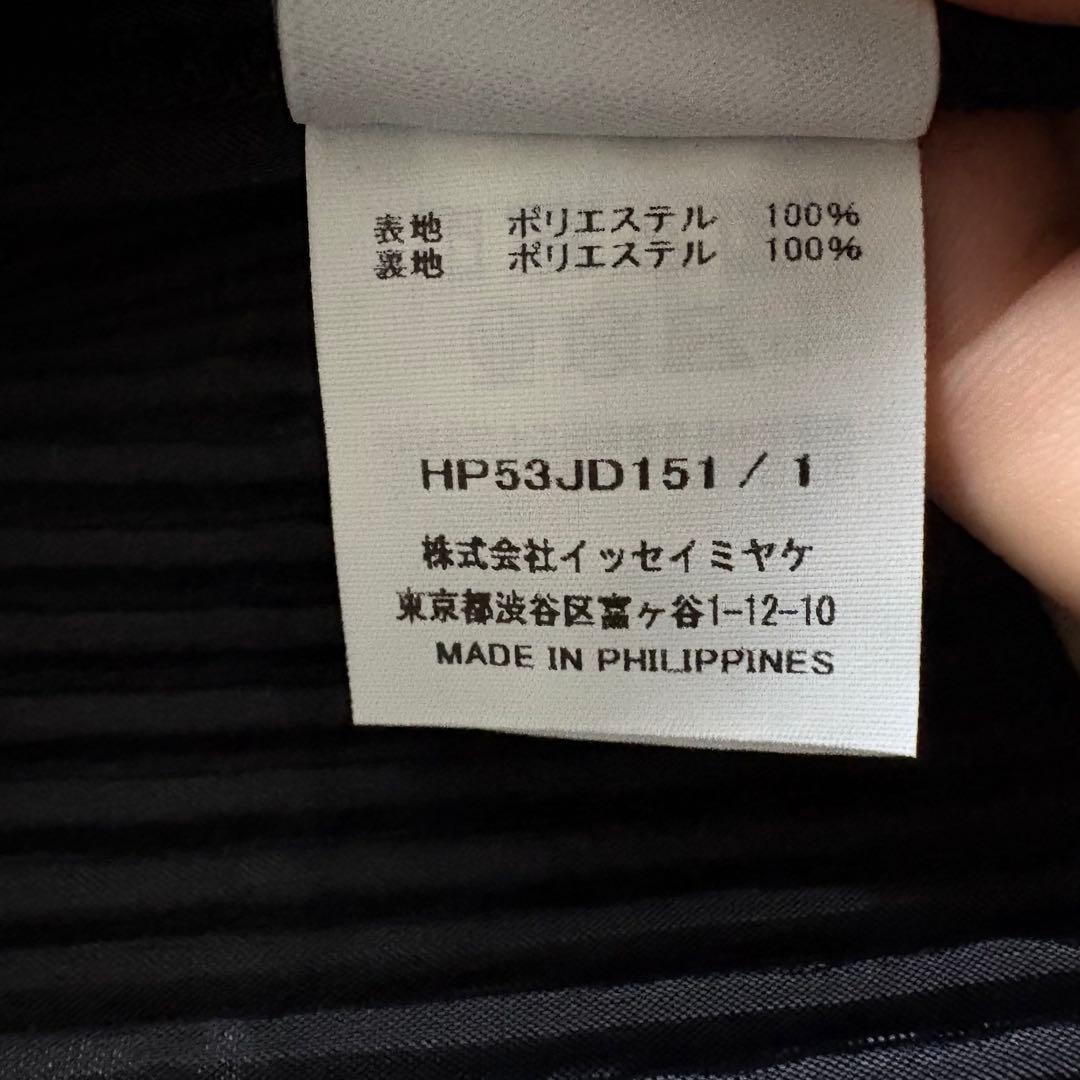 表地 ポリエステル 100%
裏地 ポリエステル 100%
HP53JD151 / 1
株式会社イッセイミヤケ
東京都渋谷区富ヶ谷1-12-10
MADE IN PHILIPPINES